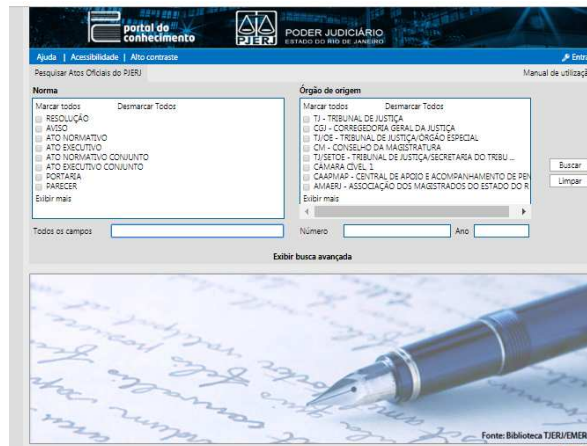 portal do
conhecimento
PJERJ
PODER JUDICIÁRIO
ESTADO DO RIO DE JANEIRO
Ajuda | Acessibilidade | Alto contraste
Entra
Pesquisar Atos Oficiais do PJERJ
Manual de utilizaçã
Norma
Marcar todos Desmarcar Todos
RESOLUÇÃO
AVISO
ATO NORMATIVO
ATO EXECUTIVO
ATO NORMATIVO CONJUNTO
ATO EXECUTIVO CONJUNTO
PORTARIA
PARECER
Exibir mais
Órgão de origem
Marcar todos Desmarcar Todos
TJ - TRIBUNAL DE JUSTIÇA
CGJ - CORREGEDORIA GERAL DA JUSTIÇA
TJ/OE - TRIBUNAL DE JUSTIÇA/ÓRGÃO ESPECIAL
CM - CONSELHO DA MAGISTRATURA
TJ/SETOE - TRIBUNAL DE JUSTIÇA/SECRETARIA DO TRIBU ...
CÂMARA CÍVEL 1
CAAPMAP - CENTRAL DE APOIO E ACOMPANHAMENTO DE PEN
AMAERJ - ASSOCIAÇÃO DOS MAGISTRADOS DO ESTADO DO R
Exibir mais
Buscar
Limpar
Todos os campos
Número
Ano
Exibir busca avançada
Fonte: Biblioteca TJERJ/EMER